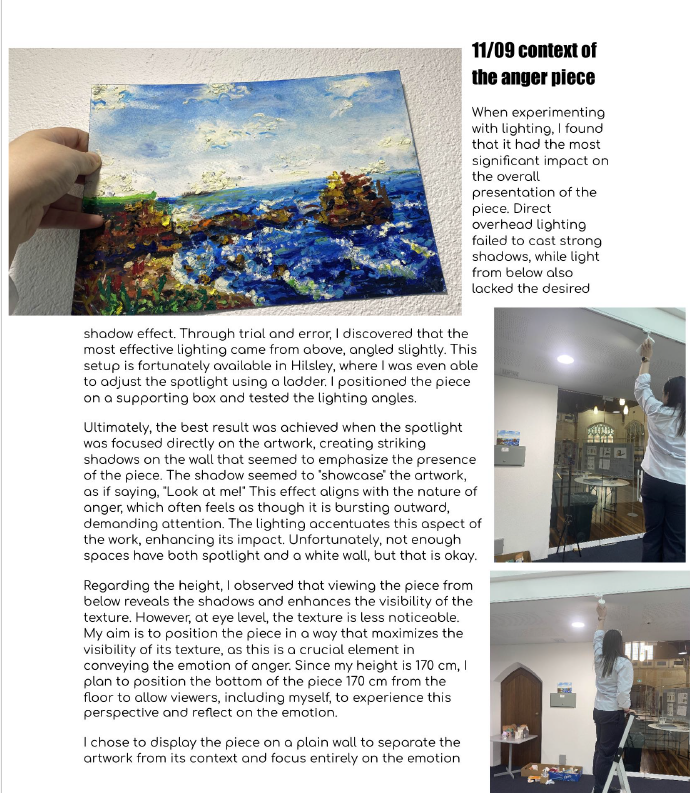 11/09 context of
the anger piece
When experimenting
with lighting, I found
that it had the most
significant impact on
the overall
presentation of the
piece. Direct
overhead lighting
failed to cast strong
shadows, while light
from below also
lacked the desired
shadow effect. Through trial and error, I discovered that the
most effective lighting came from above, angled slightly. This
setup is fortunately available in Hilsley, where I was even able
to adjust the spotlight using a ladder. I positioned the piece
on a supporting box and tested the lighting angles.
Ultimately, the best result was achieved when the spotlight
was focused directly on the artwork, creating striking
shadows on the wall that seemed to emphasize the presence
of the piece. The shadow seemed to "showcase" the artwork,
as if saying, "Look at me!" This effect aligns with the nature of
anger, which often feels as though it is bursting outward,
demanding attention. The lighting accentuates this aspect of
the work, enhancing its impact. Unfortunately, not enough
spaces have both spotlight and a white wall, but that is okay.
Regarding the height, I observed that viewing the piece from
below reveals the shadows and enhances the visibility of the
texture. However, at eye level, the texture is less noticeable.
My aim is to position the piece in a way that maximizes the
visibility of its texture, as this is a crucial element in
conveying the emotion of anger. Since my height is 170 cm, I
plan to position the bottom of the piece 170 cm from the
floor to allow viewers, including myself, to experience this
perspective and reflect on the emotion.
I chose to display the piece on a plain wall to separate the
artwork from its context and focus entirely on the emotion